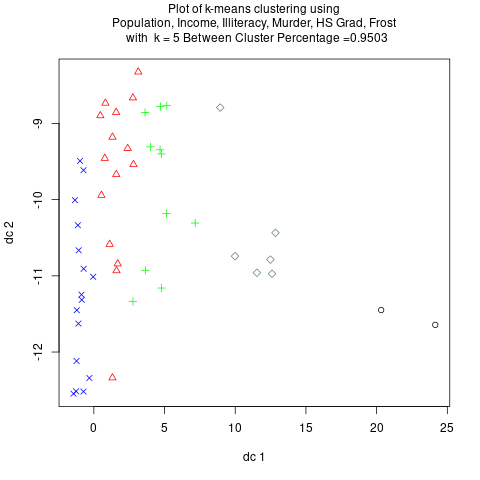 Plot of k-means clustering using
Population, Income, Illiteracy, Murder, HS Grad, Frost
with k = 5 Between Cluster Percentage =0.9503
-9
-10
-11
-12
dc 2
0 5 10 15 20 25
dc 1